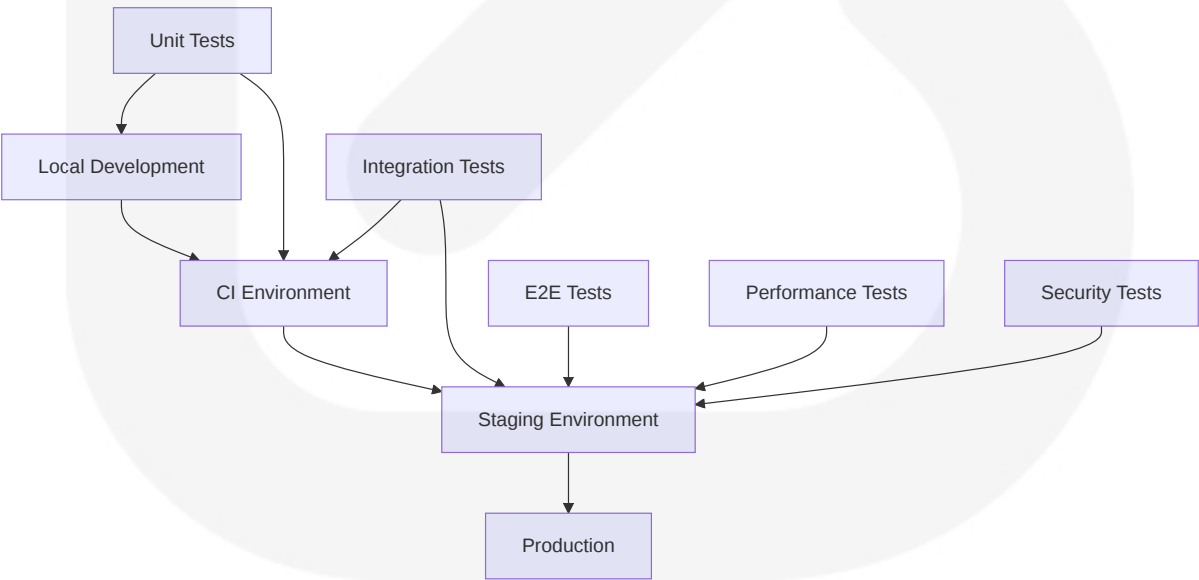 Unit Tests
Local Development
Integration Tests
CI Environment
E2E Tests
Performance Tests
Security Tests
Staging Environment
Production